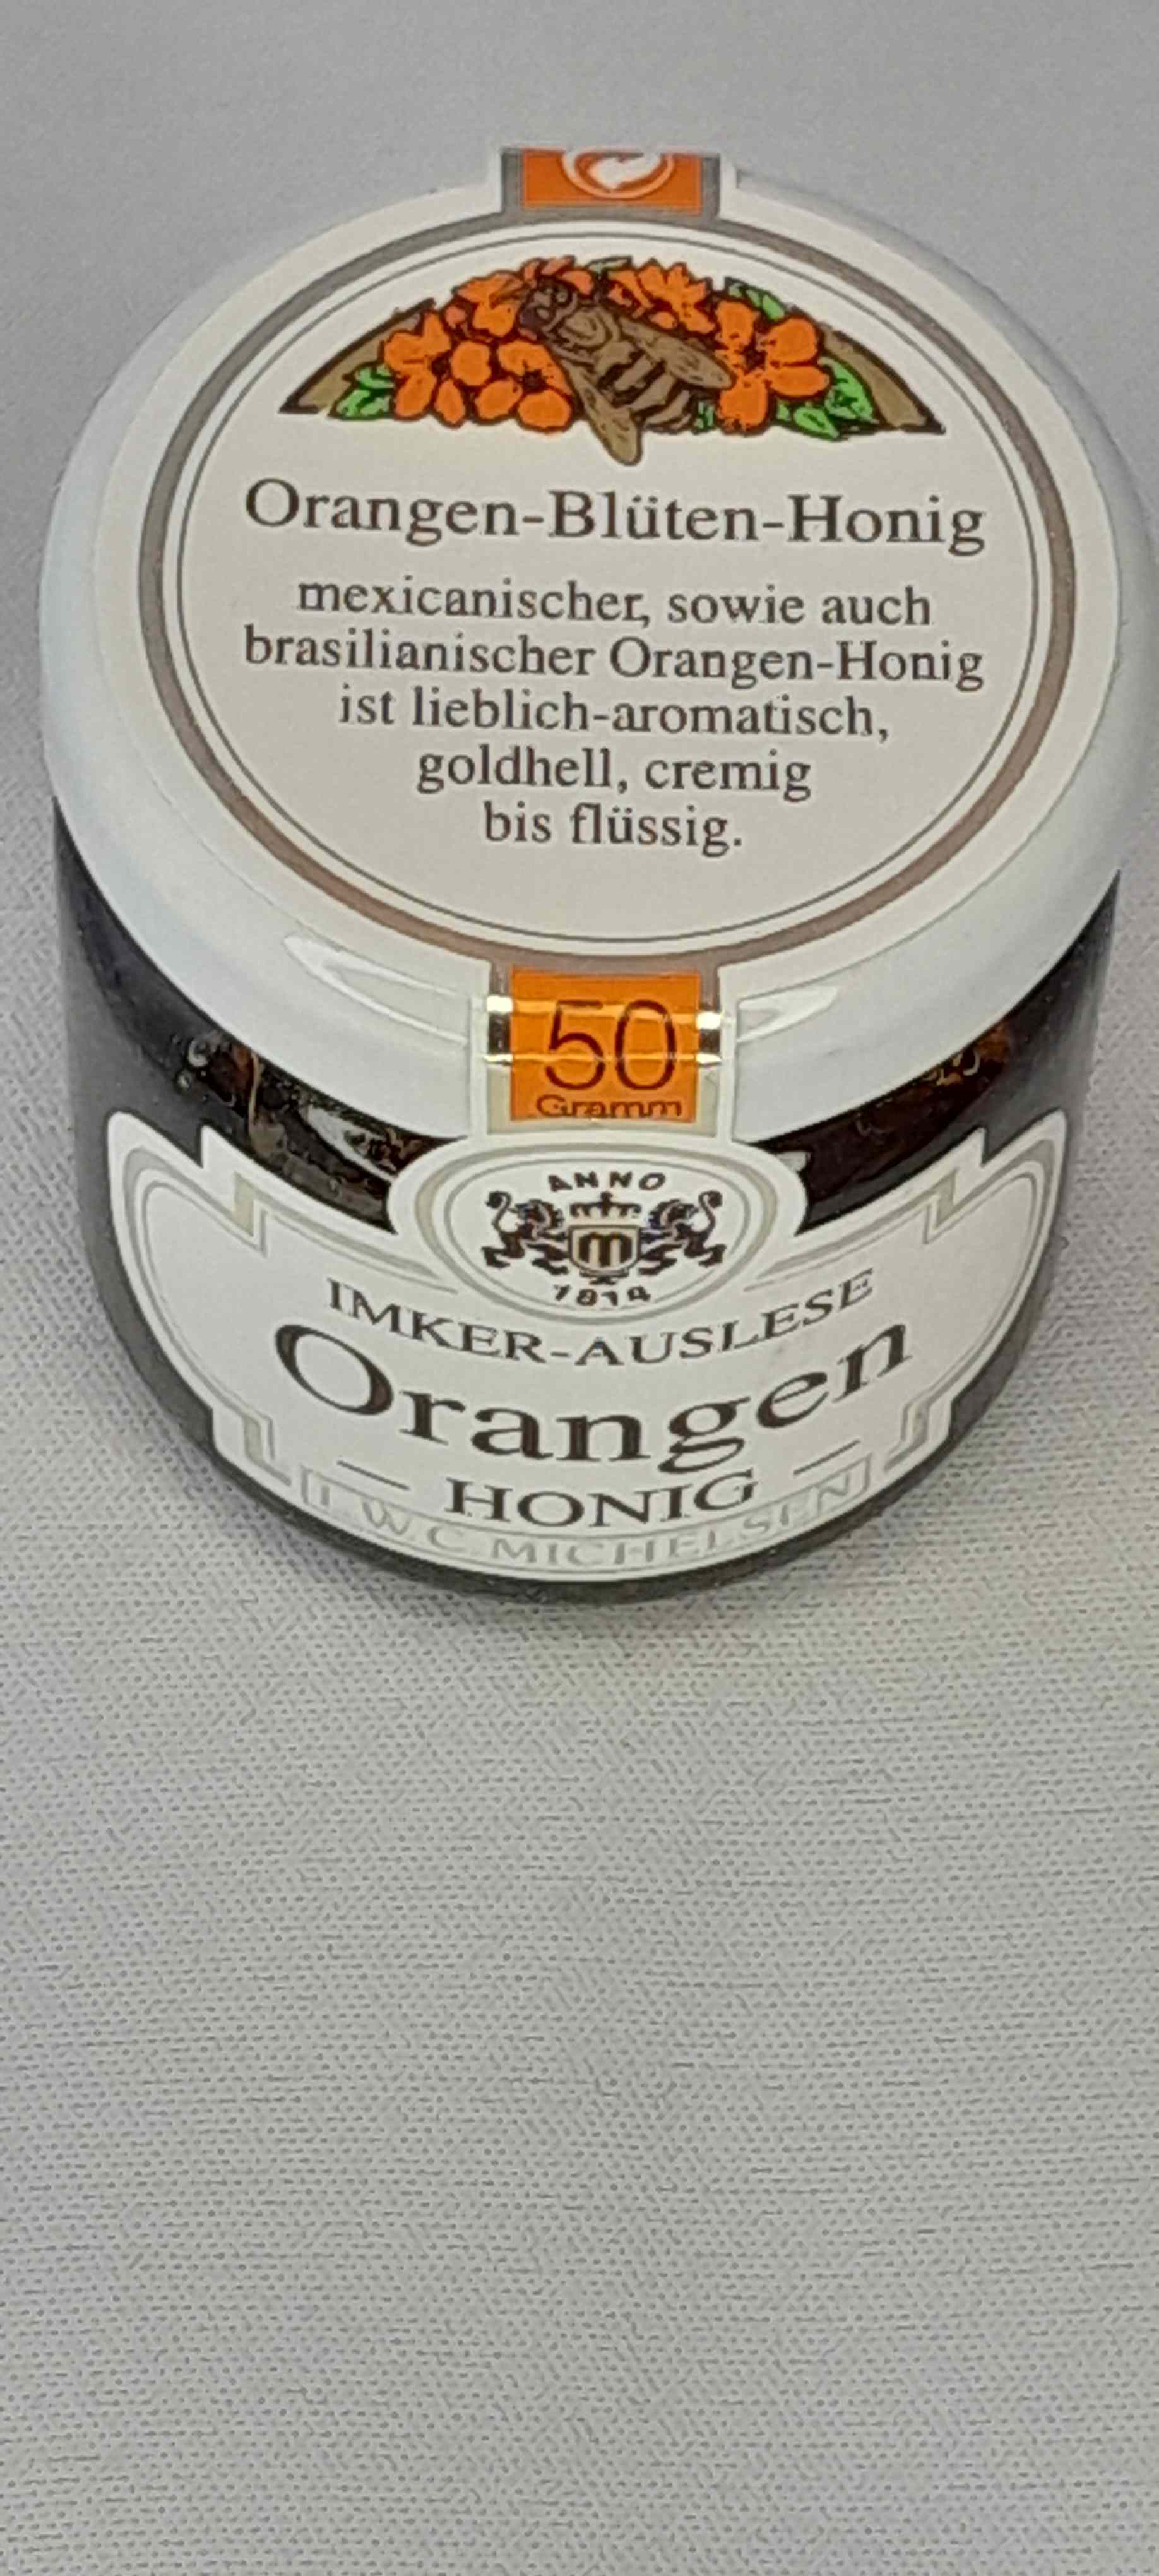 Orangen-Blüten-Honig
mexicanischer, sowie auch
brasilianischer Orangen-Honig
ist lieblich-aromatisch,
goldhell, cremig
bis flüssig.
50
Gramm
ANNO
m
1814
IMKER-AUSLESE
Orangen
HONIG
L.W.C. MICHELSEN